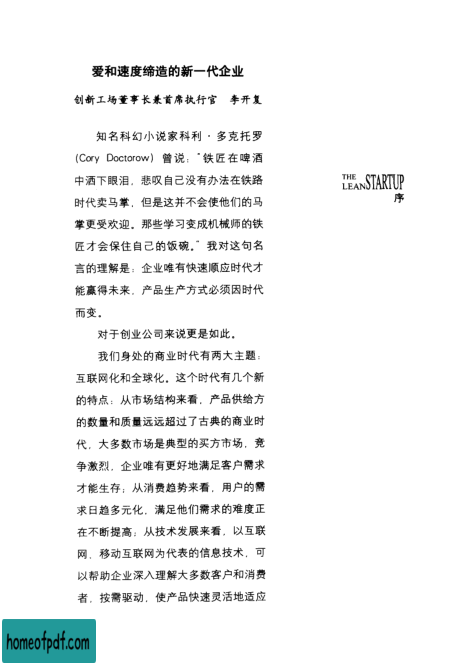 爱和速度缔造的新一代企业
创新工场董事长兼首席执行官 李开复
知名科幻小说家科利·多克托罗
(Cory Doctorow) 曾说：“铁匠在啤酒
中洒下眼泪，悲叹自己没有办法在铁路
时代卖马掌，但是这并不会使他们的马
掌更受欢迎。那些学习变成机械师的铁
匠才会保住自己的饭碗。”我对这句名
言的理解是：企业唯有快速顺应时代才
能赢得未来，产品生产方式必须因时代
而变。
对于创业公司来说更是如此。
我们身处的商业时代有两大主题：
互联网化和全球化。这个时代有几个新
的特点：从市场结构来看，产品供给方
的数量和质量远远超过了古典的商业时
代，大多数市场是典型的买方市场，竞
争激烈，企业唯有更好地满足客户需求
才能生存；从消费趋势来看，用户的需
求日趋多元化，满足他们需求的难度正
在不断提高；从技术发展来看，以互联
网、移动互联网为代表的信息技术，可
以帮助企业深入理解大多数客户和消费
者，按需驱动，使产品快速灵活地适应
THE
LEAN STARTUP
序
homeofpdf.com